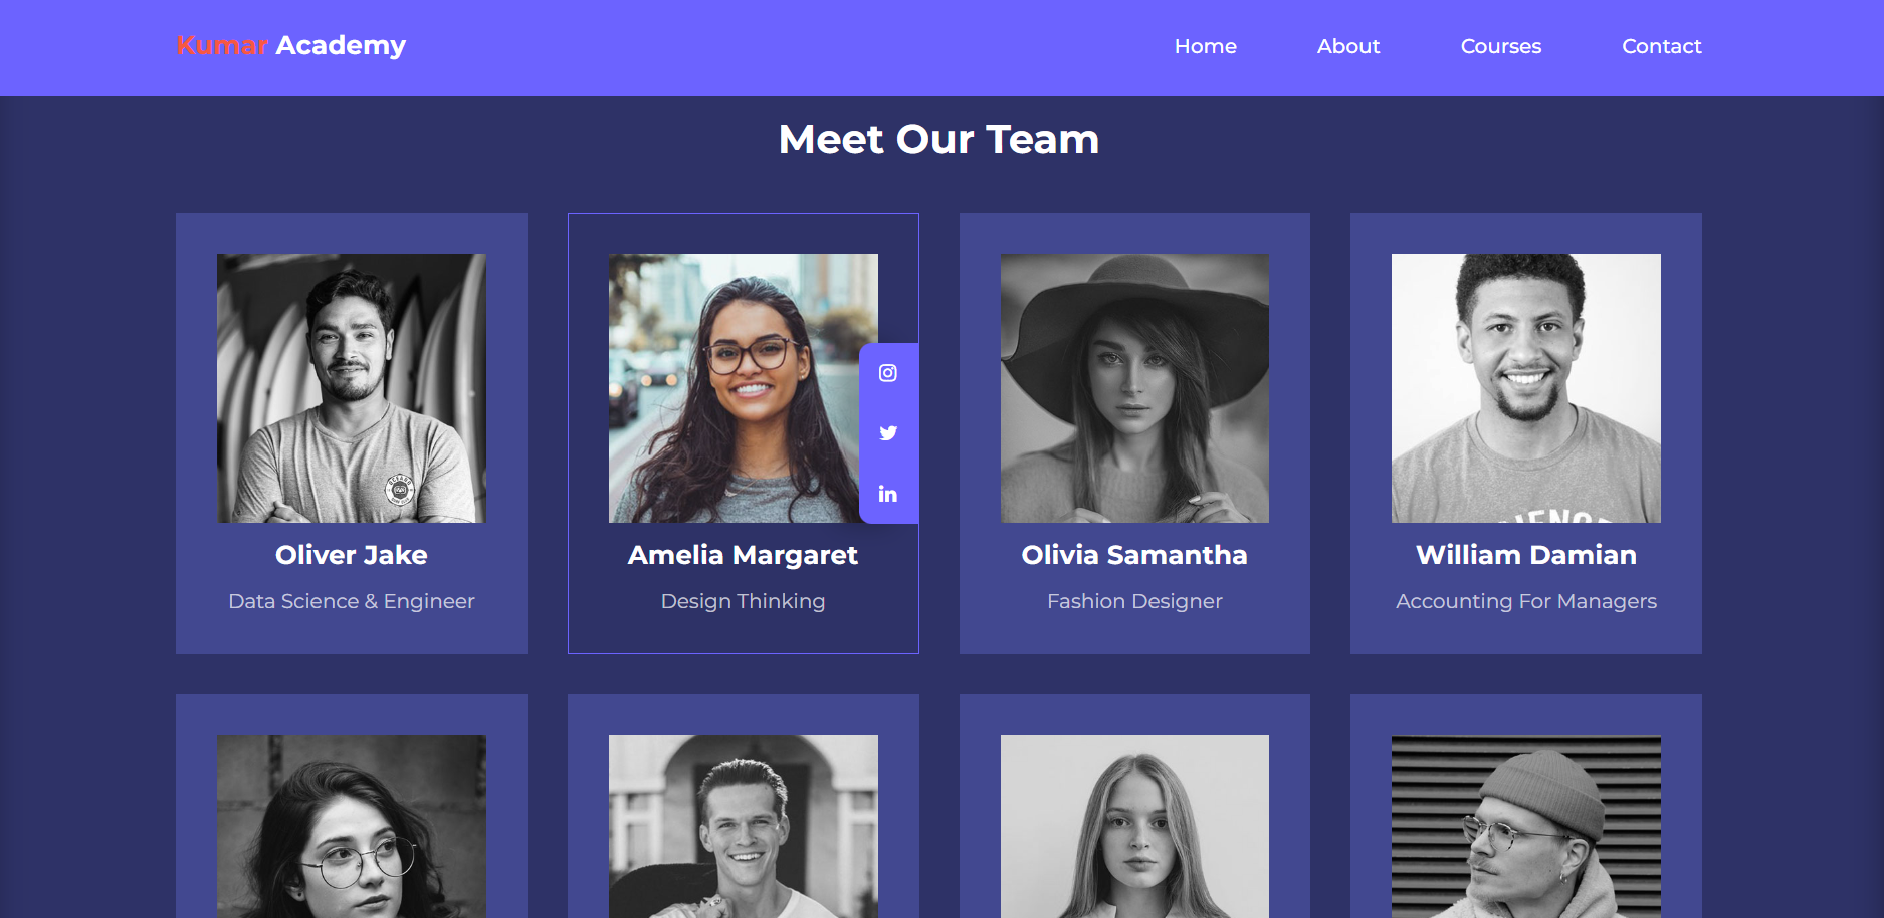 Kumar Academy
Home
About
Courses
Contact
Meet Our Team
Oliver Jake
Data Science & Engineer
Amelia Margaret
Design Thinking
Olivia Samantha
Fashion Designer
William Damian
Accounting For Managers